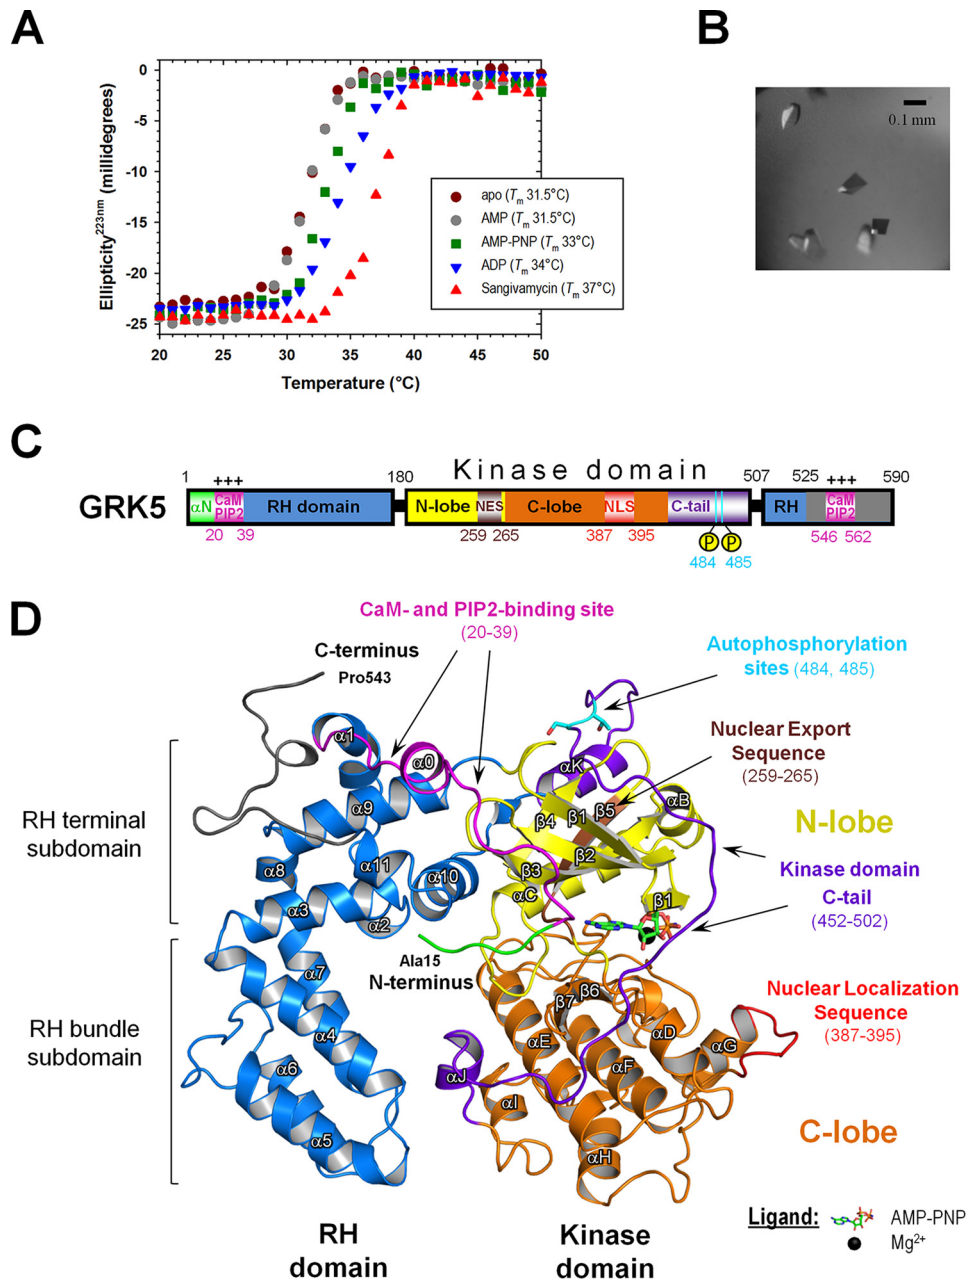 A
0
-5
-10
-15
-20
-25
Ellipticity223nm (millidegrees)
20 25 30 35 40 45 50
Temperature (°C)
apo (Tm 31.5°C)
AMP (Tm 31.5°C)
AMP-PNP (Tm 33°C)
ADP (Tm 34°C)
Sangivamycin (Tm 37°C)
B
0.1 mm
C
Kinase domain
1 +++ 180 507 525 +++ 590
GRK5
αN CaM PIP2 RH domain N-lobe NES C-lobe NLS C-tail RH CaM PIP2
20 39 259 265 387 395 P P 546 562
484 485
D
CaM- and PIP2-binding site
(20-39)
C-terminus
Pro543
Autophosphorylation
sites (484, 485)
Nuclear Export
Sequence
(259-265)
N-lobe
Kinase domain
C-tail
(452-502)
Nuclear Localization
Sequence
(387-395)
C-lobe
RH terminal
subdomain
RH bundle
subdomain
α1
α0
α9
α11
α10
α8
α3
α2
α7
α4
α6
α5
αK
αB
β4
β1
β5
β3
β2
αC
β1
Ala15
N-terminus
β7
β6
αE
αD
αG
αF
αJ
αI
αH
RH
domain
Kinase
domain
Ligand: AMP-PNP
Mg2+